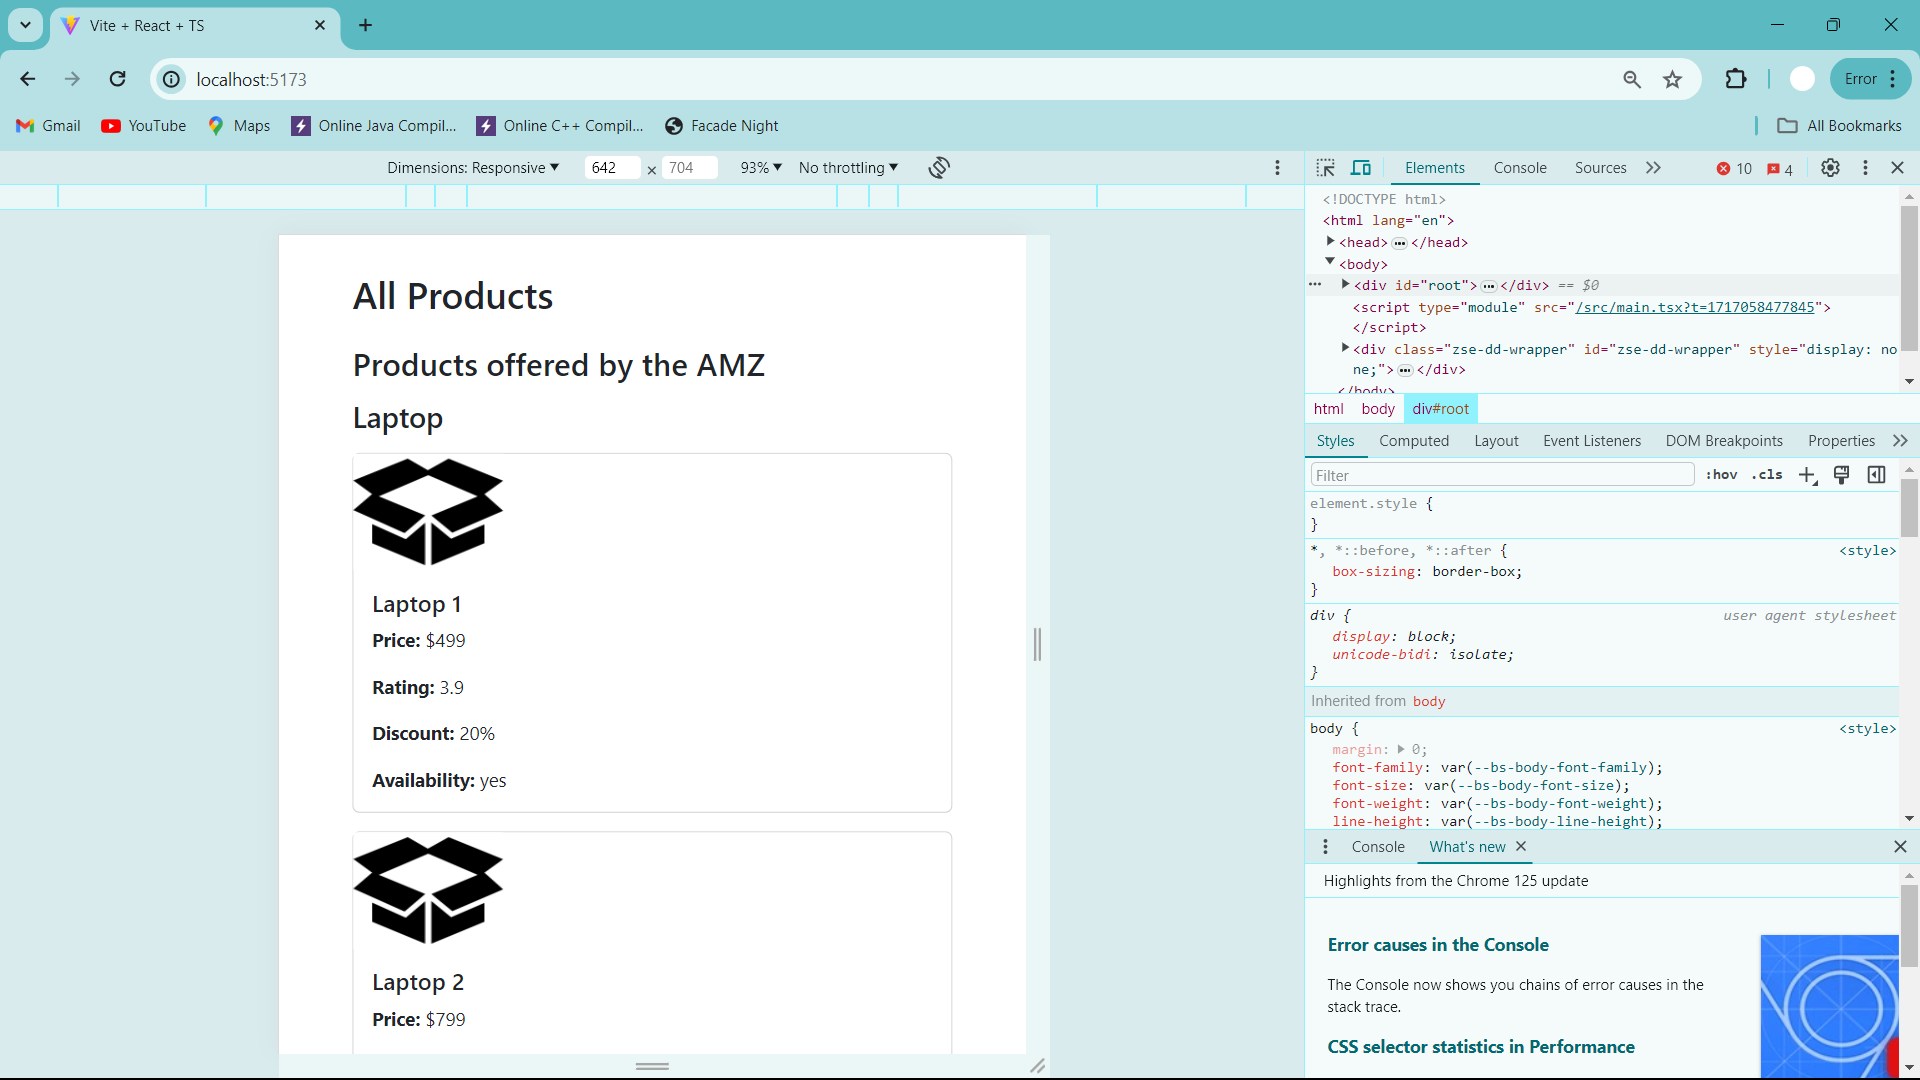 Vite + React + TS
localhost:5173
Error
Gmail
YouTube
Maps
Online Java Compil...
Online C++ Compil...
Facade Night
All Bookmarks
Dimensions: Responsive
642 × 704
93%
No throttling
All Products
Products offered by the AMZ
Laptop
Laptop 1
Price: $499
Rating: 3.9
Discount: 20%
Availability: yes
Laptop 2
Price: $799
Elements
Console
Sources
10
4
<!DOCTYPE html>
<html lang="en">
<head> ••• </head>
<body>
••• <div id="root"> ••• </div> == $0
<script type="module" src="/src/main.tsx?t=1717058477845">
</script>
<div class="zse-dd-wrapper" id="zse-dd-wrapper" style="display: no
ne;"> ••• </div>
</body>
html body div#root
Styles
Computed
Layout
Event Listeners
DOM Breakpoints
Properties
Filter
:hov .cls
element.style {
}
*, *::before, *::after { <style>
box-sizing: border-box;
}
div { user agent stylesheet
display: block;
unicode-bidi: isolate;
}
Inherited from body
body { <style>
margin: 0;
font-family: var(--bs-body-font-family);
font-size: var(--bs-body-font-size);
font-weight: var(--bs-body-font-weight);
line-height: var(--bs-body-line-height);
Console
What's new
Highlights from the Chrome 125 update
Error causes in the Console
The Console now shows you chains of error causes in the
stack trace.
CSS selector statistics in Performance